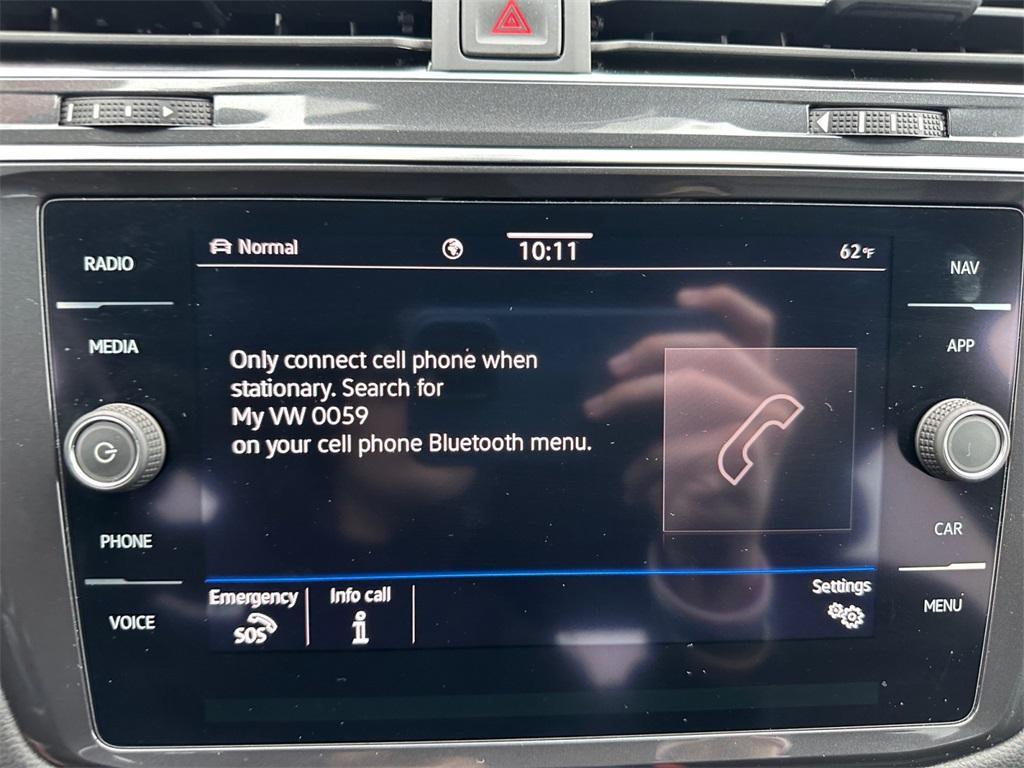 RADIO
MEDIA
PHONE
VOICE
Normal
10:11
62°F
Only connect cell phone when
stationary. Search for
My VW 0059
on your cell phone Bluetooth menu.
Emergency
SOS
Info call
i
Settings
NAV
APP
CAR
MENU